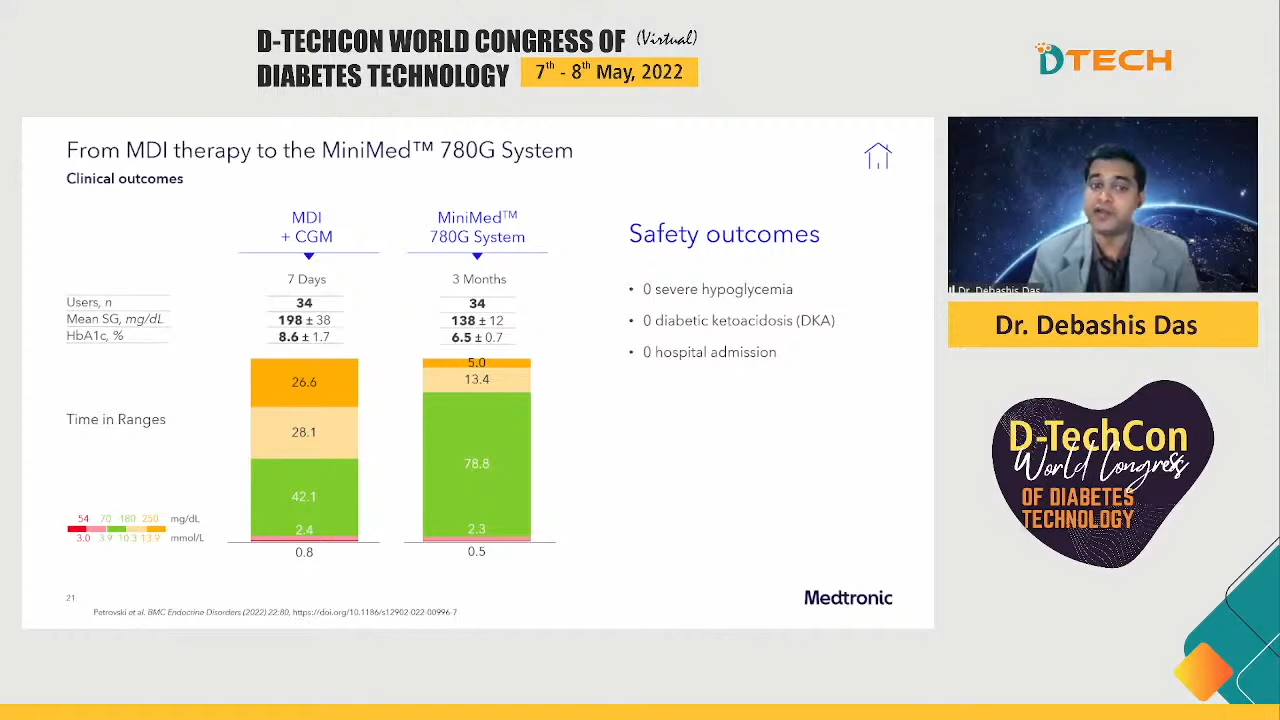 D-TECHCON WORLD CONGRESS OF (Virtual)
DIABETES TECHNOLOGY 7th - 8th May, 2022
DTECH
From MDI therapy to the MiniMed™ 780G System
Clinical outcomes
MDI
+ CGM
MiniMed™
780G System
7 Days
3 Months
Users, n 34 34
Mean SG, mg/dL 198 ± 38 138 ± 12
HbA1c, % 8.6 ± 1.7 6.5 ± 0.7
Time in Ranges
26.6
28.1
42.1
2.4
0.8
5.0
13.4
78.8
2.3
0.5
54 70 180 250 mg/dL
3.0 3.9 10.3 13.9 mmol/L
Safety outcomes
• 0 severe hypoglycemia
• 0 diabetic ketoacidosis (DKA)
• 0 hospital admission
21
Petrovski et al. BMC Endocrine Disorders (2022) 22:80, https://doi.org/10.1186/s12902-022-00996-7
Medtronic
Dr. Debashis Das
Dr. Debashis Das
D-TechCon
World Congress
OF DIABETES
TECHNOLOGY